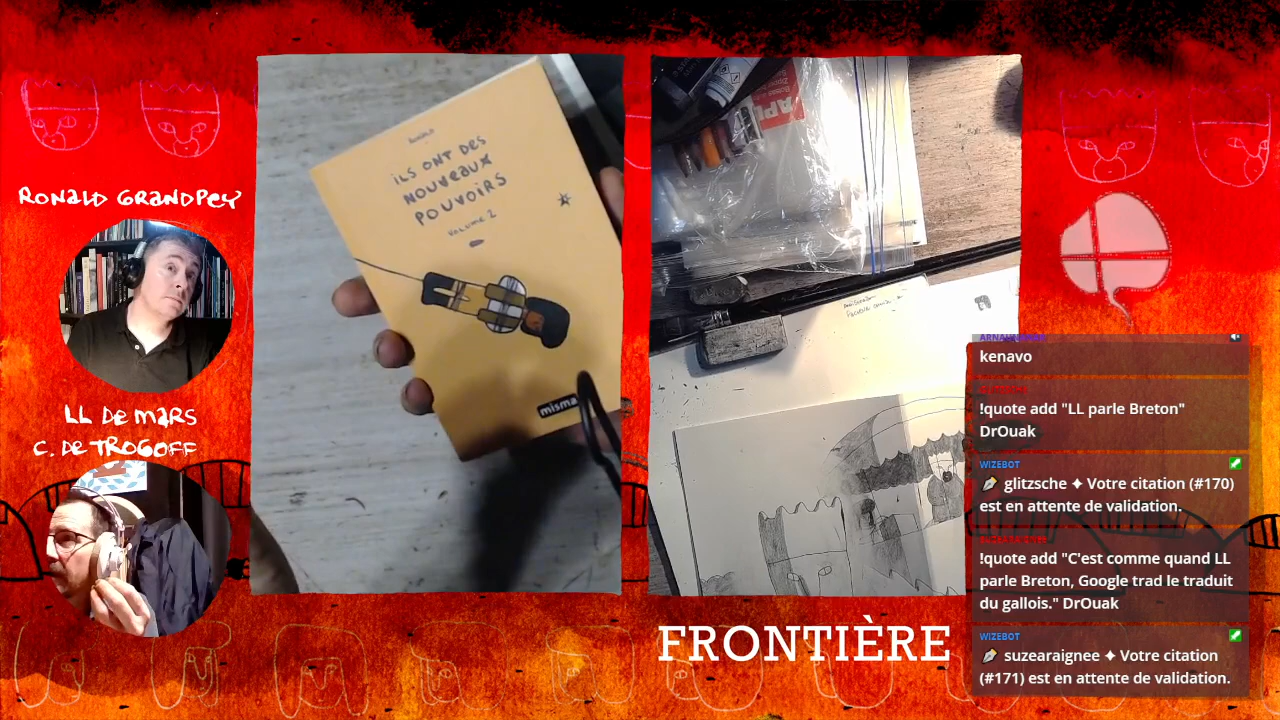 RONALD GRANDPEY
LL DE MARS
C. DE TROGOFF
ILS ONT DES
NOUVEAUX
POUVOIRS
VOLUME 2
misma
FRONTIÈRE
kenavo
!quote add "LL parle Breton"
DrOuak
WIZEBOT
glitzsche ✦ Votre citation (#170)
est en attente de validation.
SUZEARAIGNEE
!quote add "C'est comme quand LL
parle Breton, Google trad le traduit
du gallois." DrOuak
WIZEBOT
suzearaignee ✦ Votre citation
(#171) est en attente de validation.